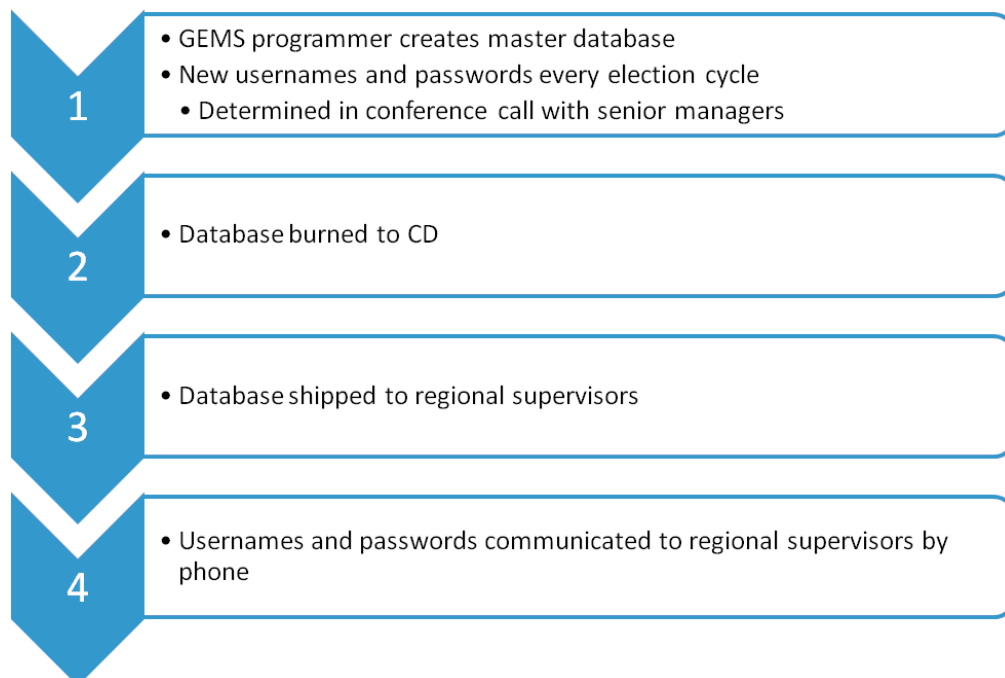 1
• GEMS programmer creates master database
• New usernames and passwords every election cycle
• Determined in conference call with senior managers
2
• Database burned to CD
3
• Database shipped to regional supervisors
4
• Usernames and passwords communicated to regional supervisors by
phone